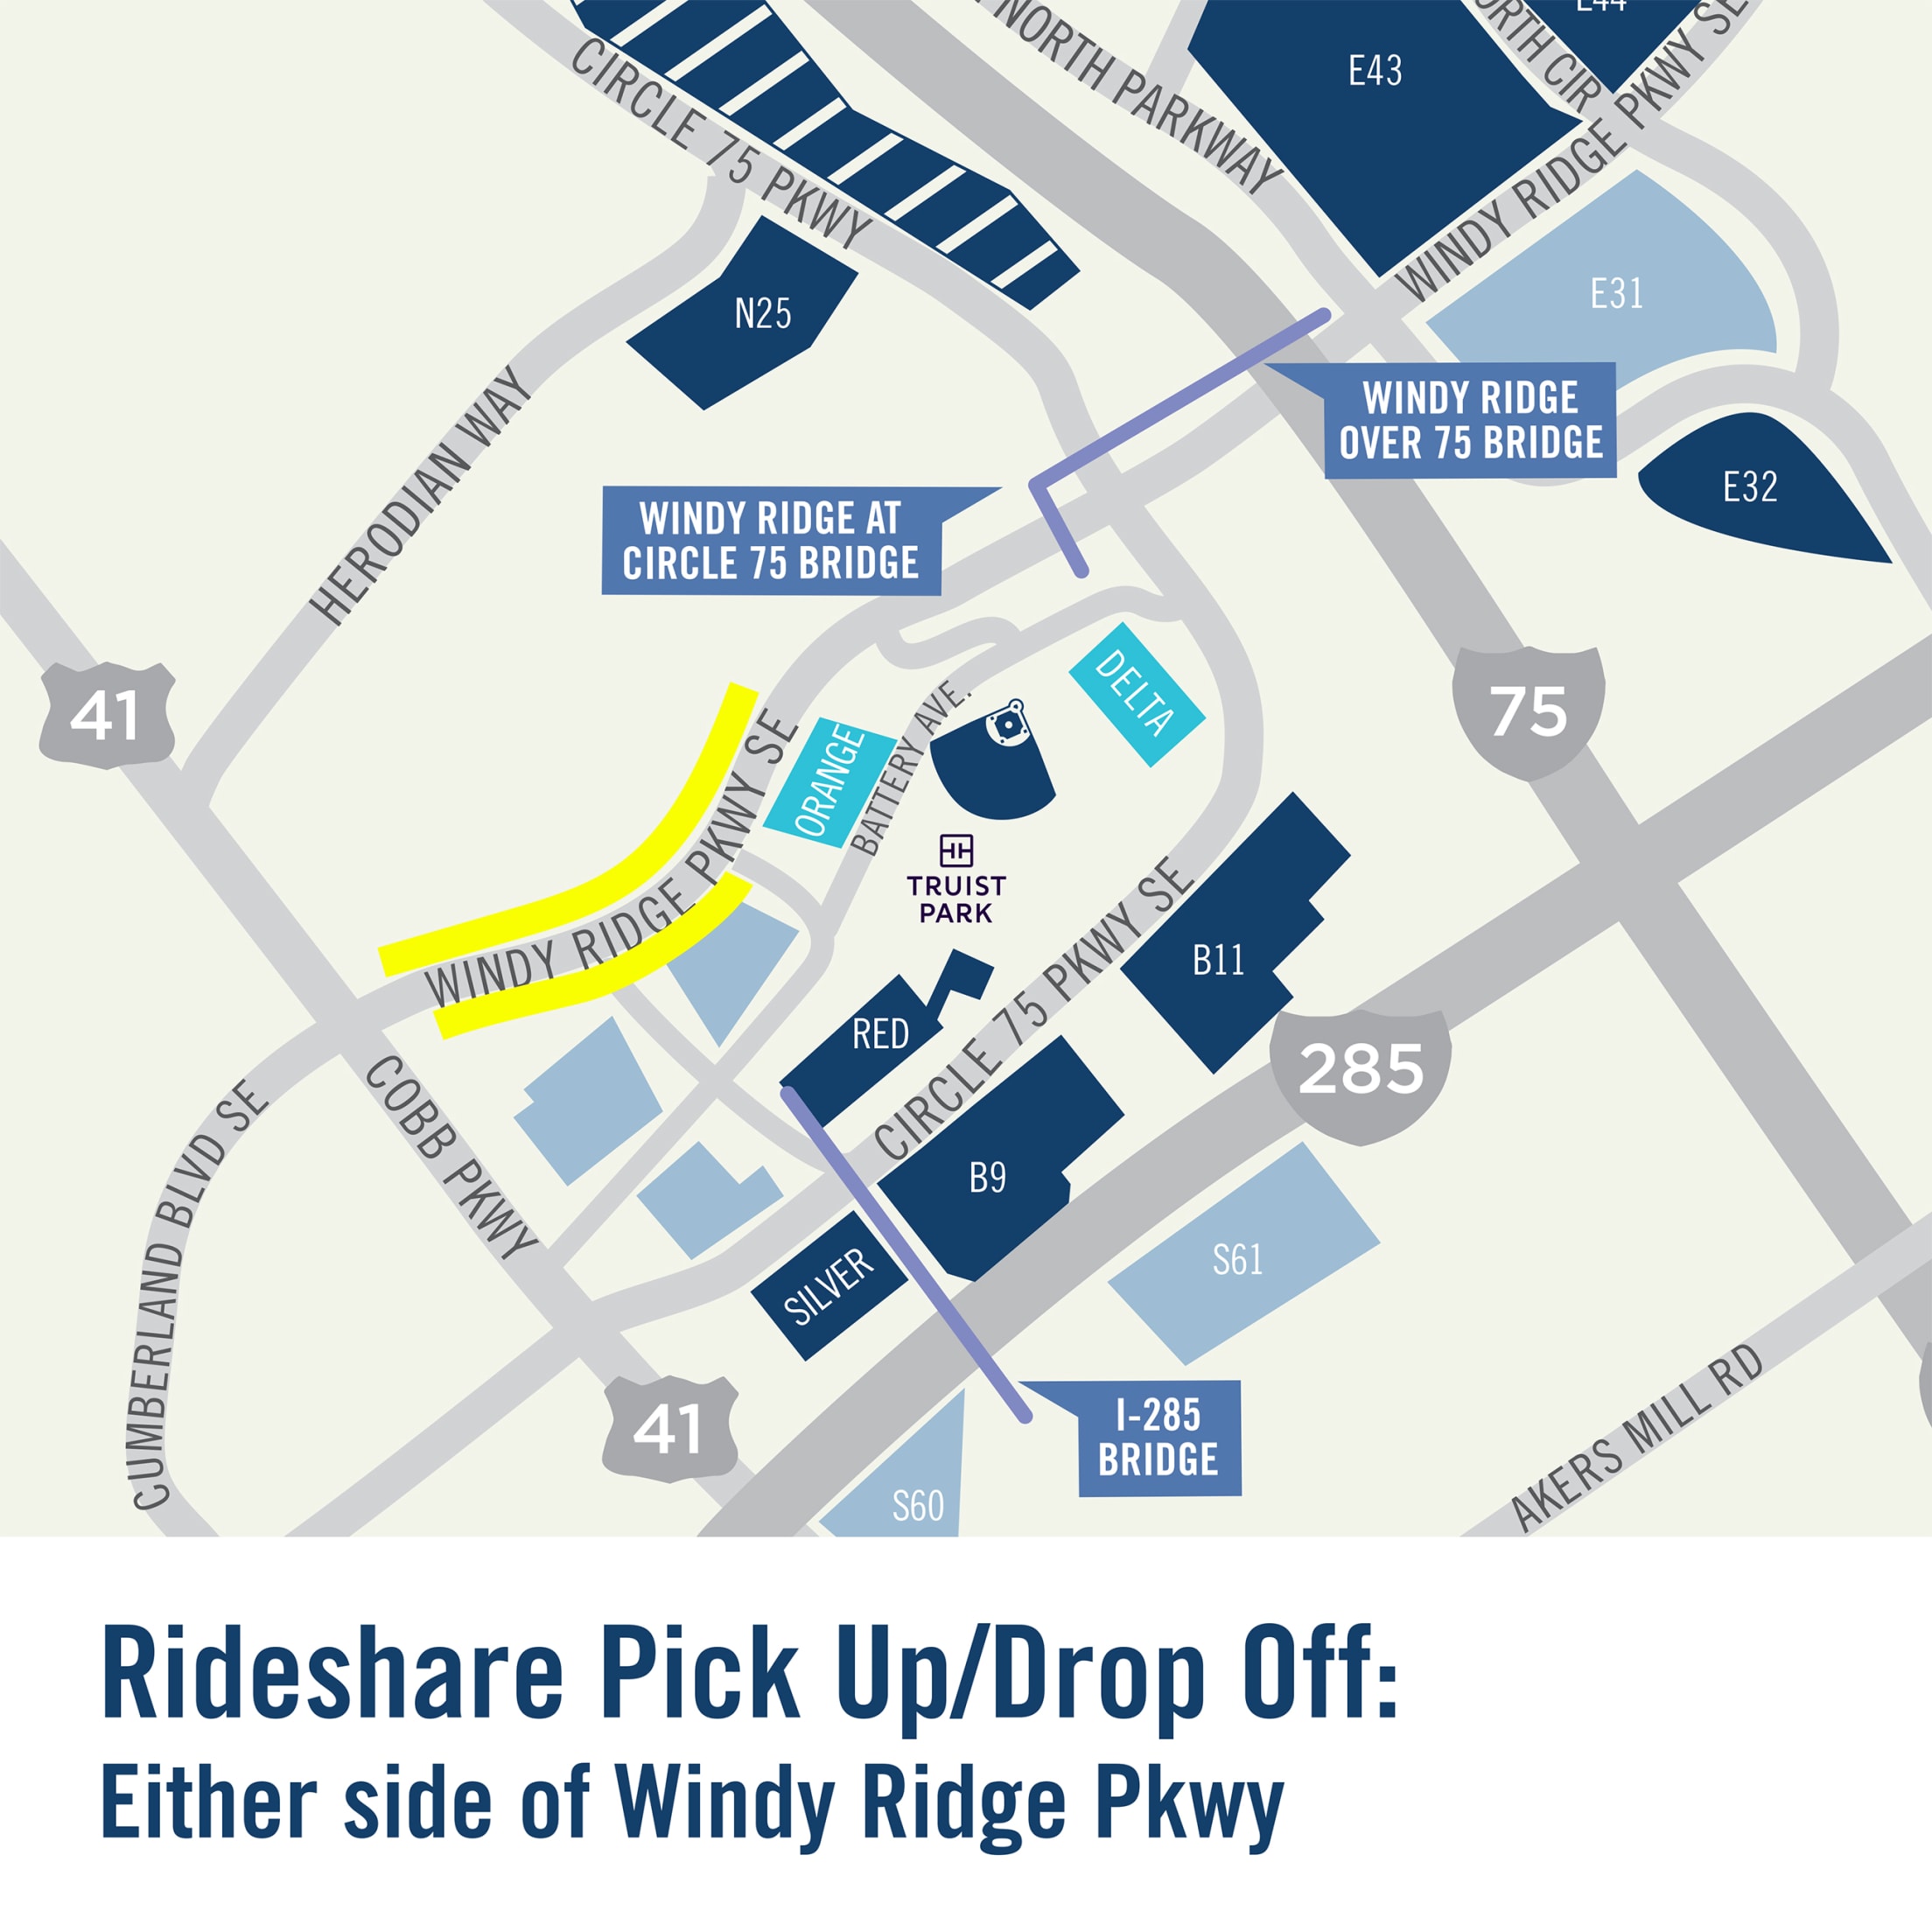 E44
NORTH PARKWAY
E43
PKWY SE
CIRCLE 75 PKWY
WINDY RIDGE
E31
N25
WINDY RIDGE
OVER 75 BRIDGE
HERODIAN WAY
E32
WINDY RIDGE AT
CIRCLE 75 BRIDGE
41
75
DELTA
ORANGE
BATTERY AVE.
WINDY RIDGE PKWY SE
TRUIST
PARK
B11
RED
CIRCLE 75 PKWY SE
285
COBB PKWY
CUMBERLAND BLVD SE
B9
S61
SILVER
41
I-285
BRIDGE
AKERS MILL RD
S60
Rideshare Pick Up/Drop Off:
Either side of Windy Ridge Pkwy